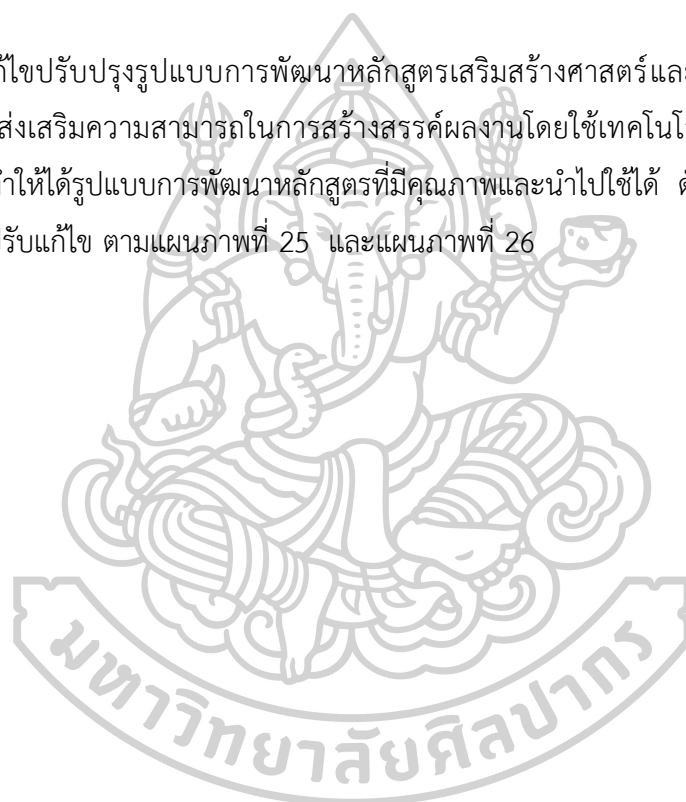 ก้ไขปรับปรุงรูปแบบการพัฒนาหลักสูตรเสริมสร้างศาสตร์และ
ส่งเสริมความสามารถในการสร้างสรรค์ผลงานโดยใช้เทคโนโ
ทำให้ได้รูปแบบการพัฒนาหลักสูตรที่มีคุณภาพและนำไปใช้ได้
ปรับแก้ไข ตามแผนภาพที่ 25 และแผนภาพที่ 26
มหาวิทยาลัยศิลปากร